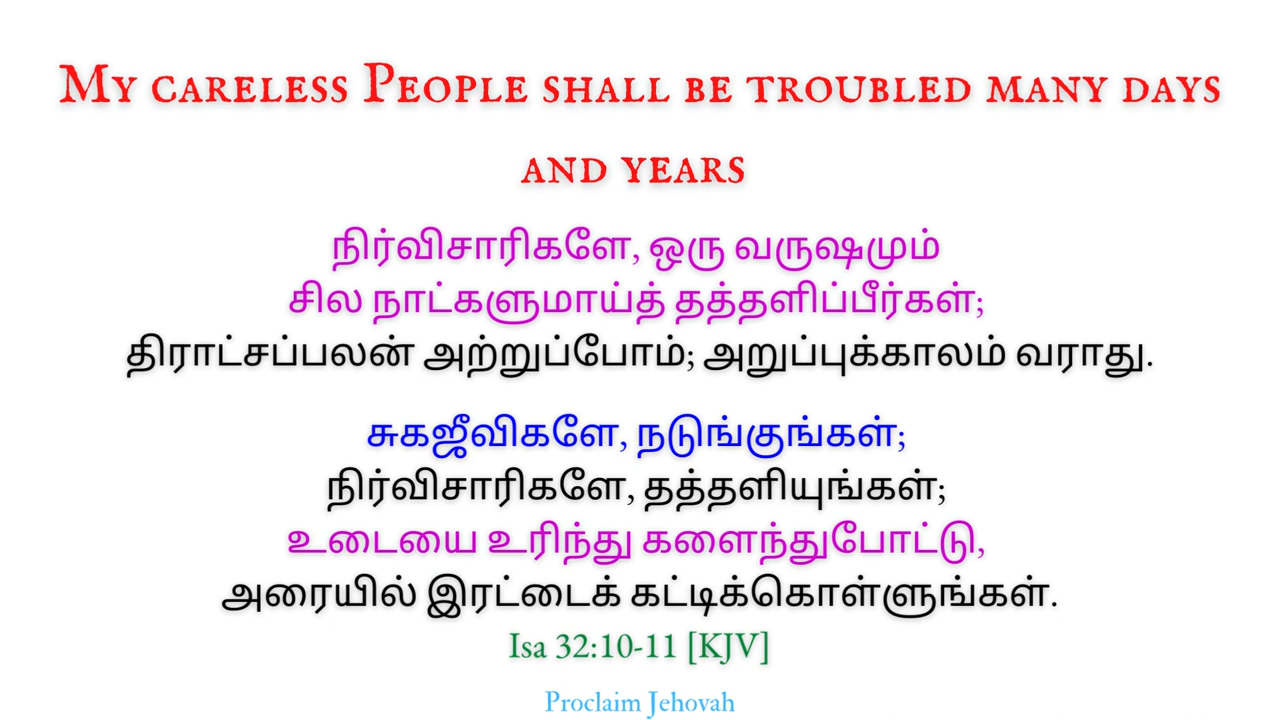 My careless People shall be troubled many days
and years
நிர்விசாரிகளே, ஒரு வருஷமும்
சில நாட்களுமாய்த் தத்தளிப்பீர்கள்;
திராட்சப்பலன் அற்றுப்போம்; அறுப்புக்காலம் வராது.
சுகஜீவிகளே, நடுங்குங்கள்;
நிர்விசாரிகளே, தத்தளியுங்கள்;
உடையை உரிந்து களைந்துபோட்டு,
அரையில் இரட்டைக் கட்டிக்கொள்ளுங்கள்.
Isa 32:10-11 [KJV]
Proclaim Jehovah